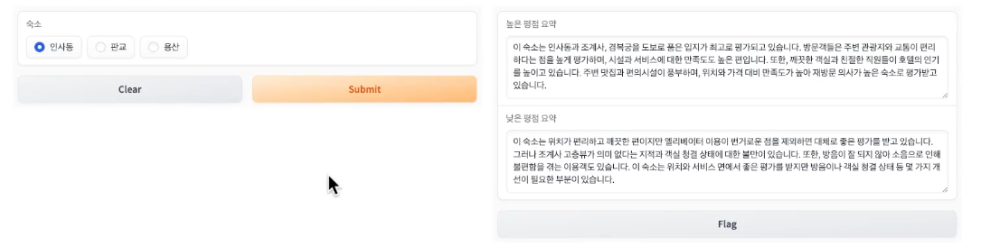 숙소
인사동
판교
용산
Clear
Submit
높은 평점 요약
이 숙소는 인사동과 조계사, 경복궁을 도보로 품은 입지가 최고로 평가되고 있습니다. 방문객들은 주변 관광지와 교통이 편리
하다는 점을 높게 평가하며, 시설과 서비스에 대한 만족도도 높은 편입니다. 또한, 깨끗한 객실과 친절한 직원들이 호텔의 인기
를 높이고 있습니다. 주변 맛집과 편의시설이 풍부하며, 위치와 가격 대비 만족도가 높아 재방문 의사가 높은 숙소로 평가받고
있습니다.
낮은 평점 요약
이 숙소는 위치가 편리하고 깨끗한 편이지만 엘리베이터 이용이 번거로운 점을 제외하면 대체로 좋은 평가를 받고 있습니다.
그러나 조계사 고층뷰가 의미 없다는 지적과 객실 청결 상태에 대한 불만이 있습니다. 또한, 방음이 잘 되지 않아 소음으로 인해
불편함을 겪는 이용객도 있습니다. 이 숙소는 위치와 서비스 면에서 좋은 평가를 받지만 방음이나 객실 청결 상태 등 몇 가지 개
선이 필요한 부분이 있습니다.
Flag